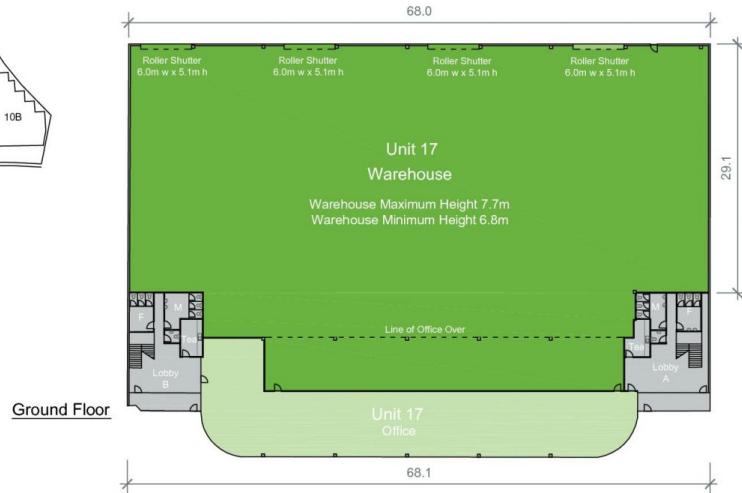 68.0
Roller Shutter
6.0m w x 5.1m h
Roller Shutter
6.0m w x 5.1m h
Roller Shutter
6.0m w x 5.1m h
Roller Shutter
6.0m w x 5.1m h
10B
Unit 17
Warehouse
29.1
Warehouse Maximum Height 7.7m
Warehouse Minimum Height 6.8m
M
F
Tea
Lobby
B
Line of Office Over
M
F
Tea
Lobby
A
Ground Floor
Unit 17
Office
68.1